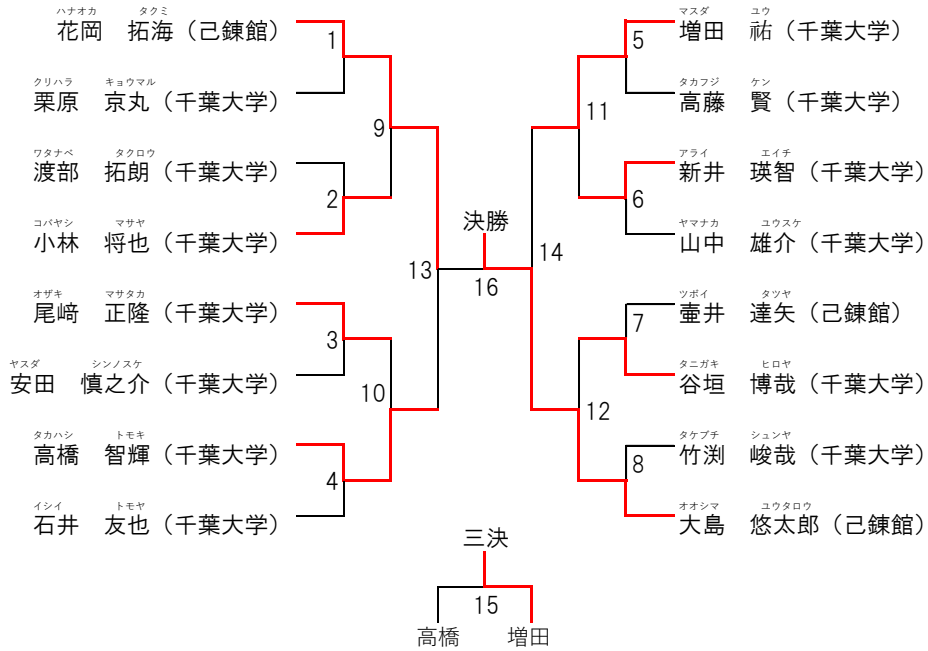 ハナオカ タクミ
花岡 拓海(己錬館)
1
クリハラ キョウマル
栗原 京丸(千葉大学)
9
ワタナベ タクロウ
渡部 拓朗(千葉大学)
2
コバヤシ マサヤ
小林 将也(千葉大学)
13
オザキ マサタカ
尾﨑 正隆(千葉大学)
3
ヤスダ シンノスケ
安田 慎之介(千葉大学)
10
タカハシ トモキ
高橋 智輝(千葉大学)
4
イシイ トモヤ
石井 友也(千葉大学)
決勝
16
マスダ ユウ
増田 祐(千葉大学)
5
タカフジ ケン
高藤 賢(千葉大学)
11
アライ エイチ
新井 瑛智(千葉大学)
6
ヤマナカ ユウスケ
山中 雄介(千葉大学)
14
ツボイ タツヤ
壷井 達矢(己錬館)
7
タニガキ ヒロヤ
谷垣 博哉(千葉大学)
12
タケブチ シュンヤ
竹渕 峻哉(千葉大学)
8
オオシマ ユウタロウ
大島 悠太郎(己錬館)
三決
15
高橋 増田